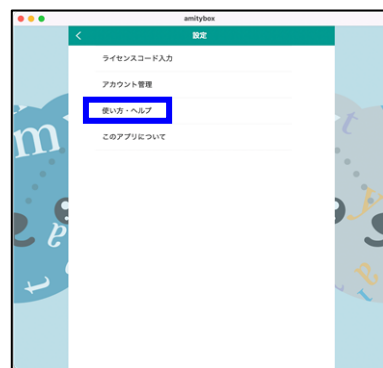 amitybox
設定
ライセンスコード入力
アカウント管理
使い方・ヘルプ
このアプリについて
m
t
y
e
a
a
t
t